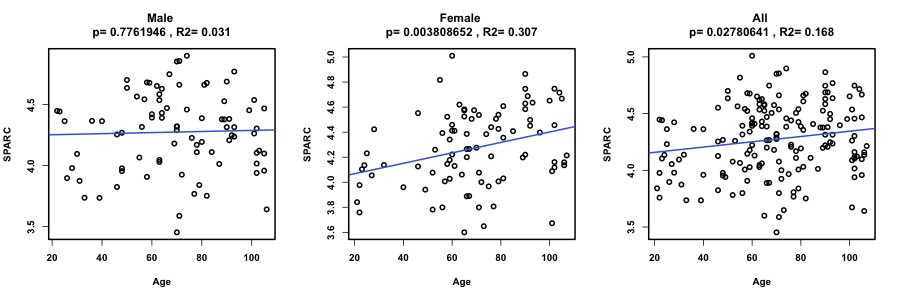 Male
p= 0.7761946 , R2= 0.031
SPARC
4.5
4.0
3.5
20 40 60 80 100
Age
Female
p= 0.003808652 , R2= 0.307
SPARC
5.0
4.8
4.6
4.4
4.2
4.0
3.8
3.6
20 40 60 80 100
Age
All
p= 0.02780641 , R2= 0.168
SPARC
5.0
4.5
4.0
3.5
20 40 60 80 100
Age